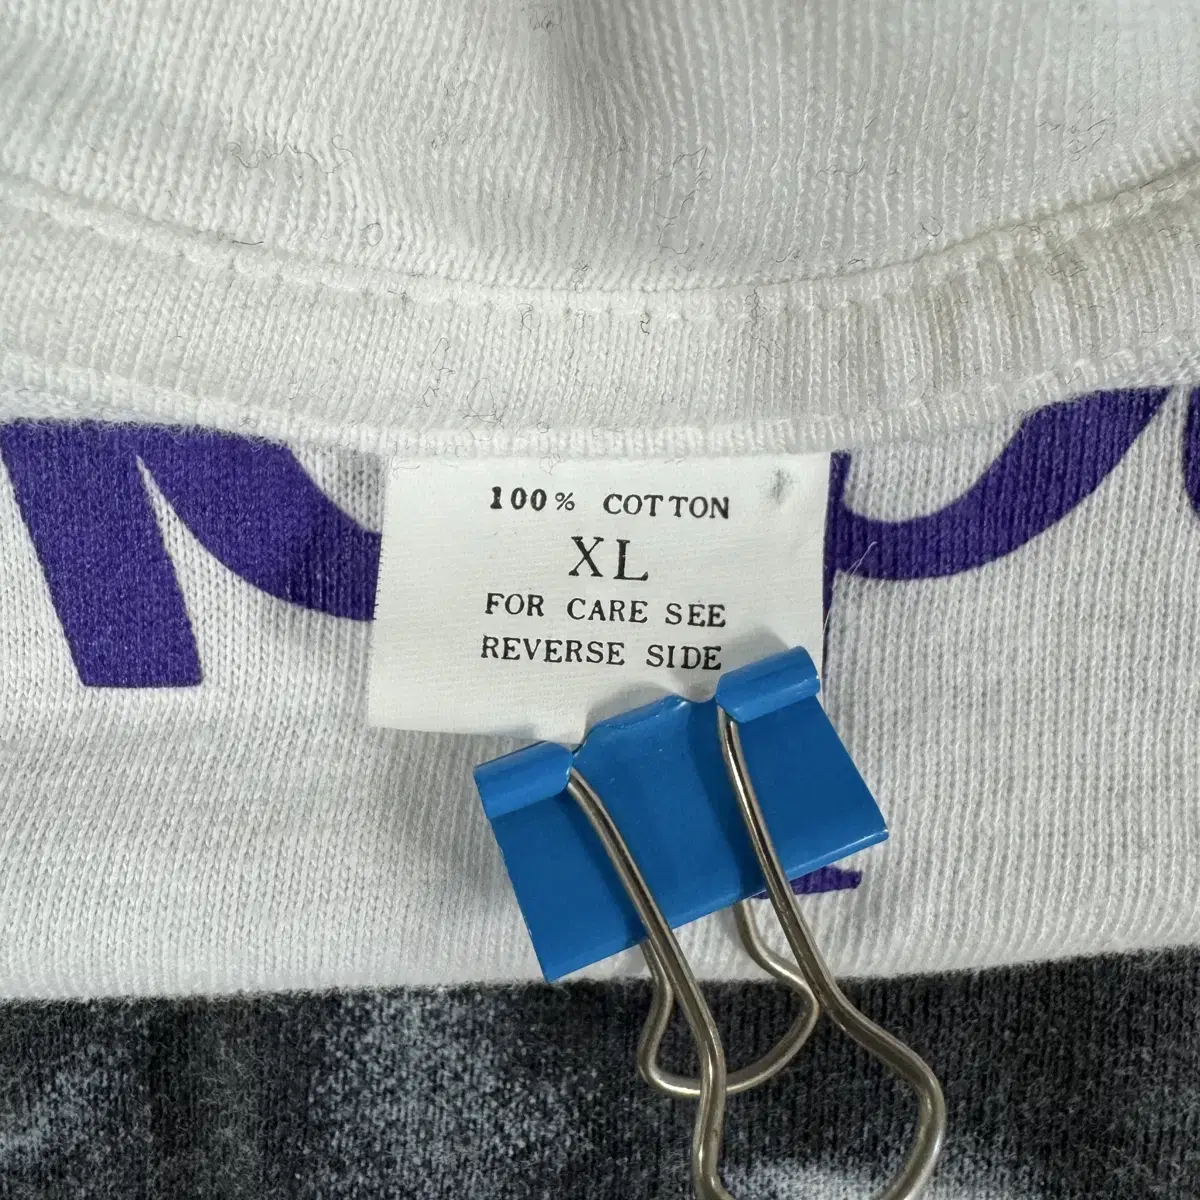 100% COTTON
XL
FOR CARE SEE
REVERSE SIDE